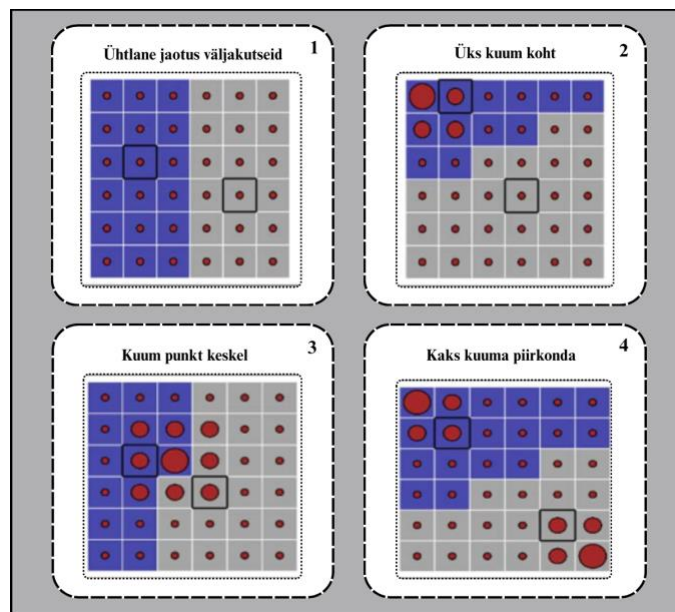 Ühtlane jaotus väljakutseid
1
Üks kuum koht
2
Kuum punkt keskel
3
Kaks kuuma piirkonda
4